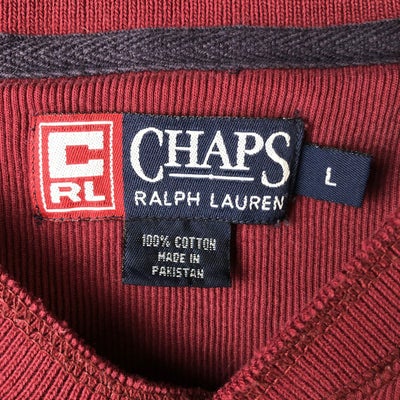 C
RL
CHAPS
RALPH LAUREN
L
100% COTTON
MADE IN
PAKISTAN